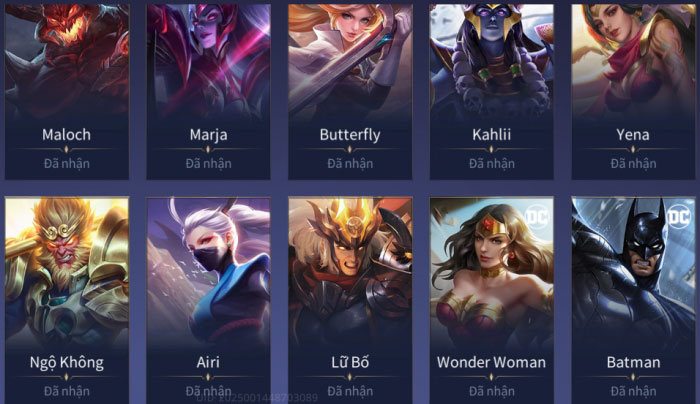 Maloch
Đã nhận
Marja
Đã nhận
Butterfly
Đã nhận
Kahlii
Đã nhận
Yena
Đã nhận
Ngộ Không
Đã nhận
Airi
Đã nhận
Lữ Bố
Đã nhận
DC
Wonder Woman
Đã nhận
DC
Batman
Đã nhận
UID: 2025001448703089